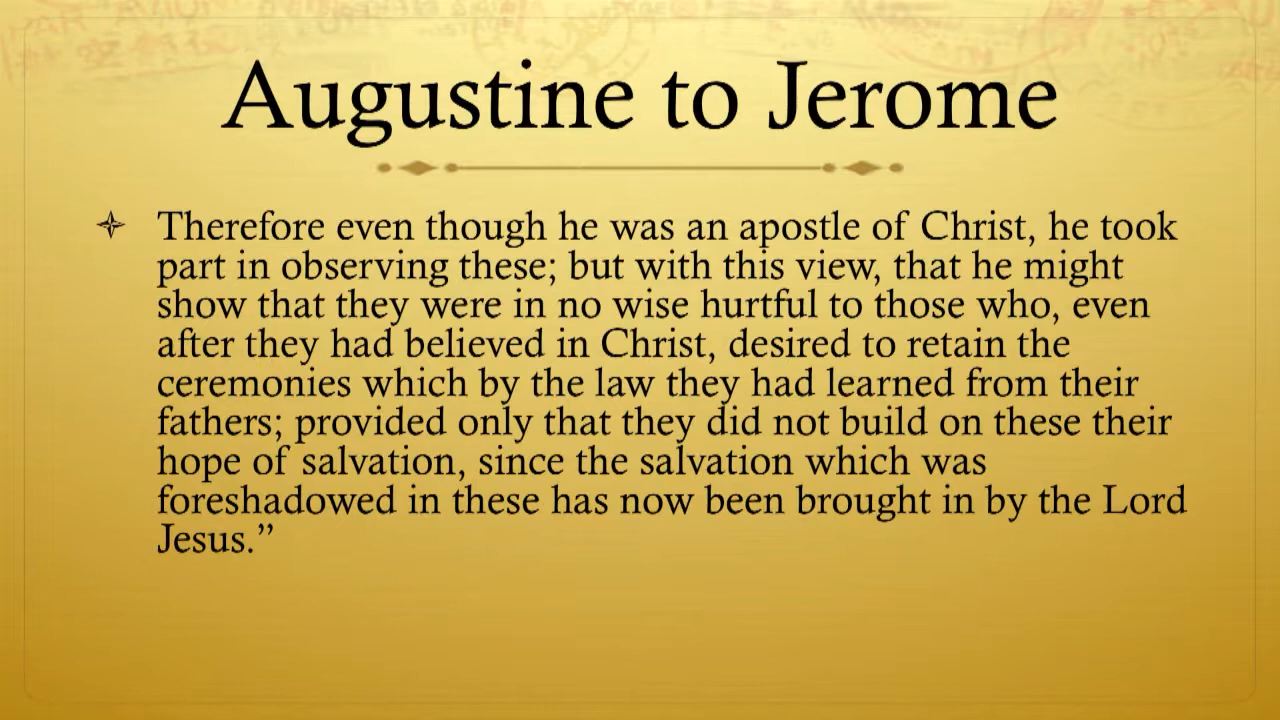 Augustine to Jerome
Therefore even though he was an apostle of Christ, he took
part in observing these; but with this view, that he might
show that they were in no wise hurtful to those who, even
after they had believed in Christ, desired to retain the
ceremonies which by the law they had learned from their
fathers; provided only that they did not build on these their
hope of salvation, since the salvation which was
foreshadowed in these has now been brought in by the Lord
Jesus.”